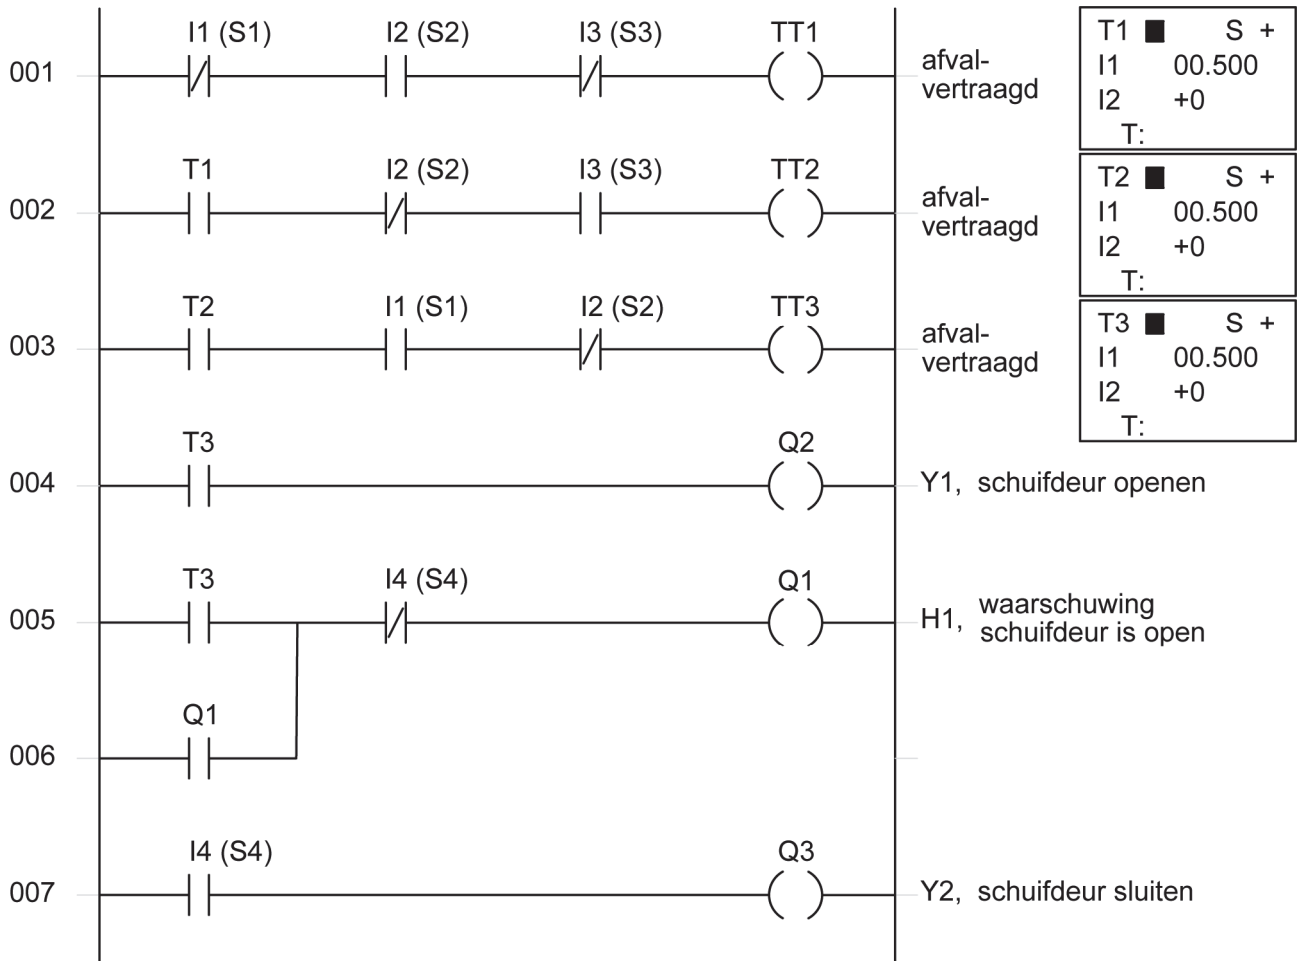 I1 (S1) I2 (S2) I3 (S3) TT1
001
afval-
vertraagd
T1 S +
I1 00.500
I2 +0
T:
T1 I2 (S2) I3 (S3) TT2
002
afval-
vertraagd
T2 S +
I1 00.500
I2 +0
T:
T2 I1 (S1) I2 (S2) TT3
003
afval-
vertraagd
T3 S +
I1 00.500
I2 +0
T:
T3 Q2
004 Y1, schuifdeur openen
T3 I4 (S4) Q1
005 H1, waarschuwing
schuifdeur is open
Q1
006
I4 (S4) Q3
007 Y2, schuifdeur sluiten